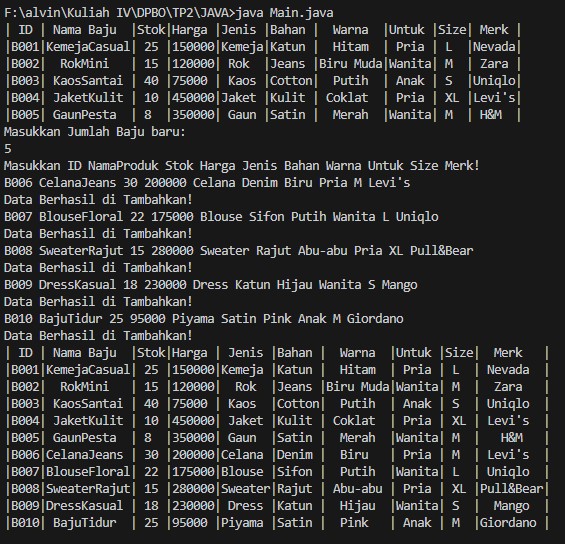 F:\alvin\Kuliah IV\DPBO\TP2\JAVA>java Main.java
| ID | Nama Baju  |Stok|Harga | Jenis|Bahan | Warna   |Untuk |Size| Merk |
|B001|KemejaCasual| 25 |150000|Kemeja|Katun |  Hitam  | Pria | L  |Nevada|
|B002|  RokMini   | 15 |120000| Rok  |Jeans |Biru Muda|Wanita| M  | Zara |
|B003| KaosSantai | 40 |75000 | Kaos |Cotton|  Putih  | Anak | S  |Uniqlo|
|B004| JaketKulit | 10 |450000|Jaket |Kulit | Coklat  | Pria | XL |Levi's|
|B005| GaunPesta  | 8  |350000| Gaun |Satin |  Merah  |Wanita| M  | H&M  |
Masukkan Jumlah Baju baru:
5
Masukkan ID NamaProduk Stok Harga Jenis Bahan Warna Untuk Size Merk!
B006 CelanaJeans 30 200000 Celana Denim Biru Pria M Levi's
Data Berhasil di Tambahkan!
B007 BlouseFloral 22 175000 Blouse Sifon Putih Wanita L Uniqlo
Data Berhasil di Tambahkan!
B008 SweaterRajut 15 280000 Sweater Rajut Abu-abu Pria XL Pull&Bear
Data Berhasil di Tambahkan!
B009 DressKasual 18 230000 Dress Katun Hijau Wanita S Mango
Data Berhasil di Tambahkan!
B010 BajuTidur 25 95000 Piyama Satin Pink Anak M Giordano
Data Berhasil di Tambahkan!
| ID | Nama Baju  |Stok|Harga | Jenis |Bahan |  Warna  |Untuk |Size|  Merk   |
|B001|KemejaCasual| 25 |150000|Kemeja |Katun |  Hitam  | Pria | L  | Nevada  |
|B002|  RokMini   | 15 |120000|  Rok  |Jeans |Biru Muda|Wanita| M  |  Zara   |
|B003| KaosSantai | 40 |75000 | Kaos  |Cotton|  Putih  | Anak | S  | Uniqlo  |
|B004| JaketKulit | 10 |450000| Jaket |Kulit | Coklat  | Pria | XL | Levi's  |
|B005| GaunPesta  | 8  |350000| Gaun  |Satin |  Merah  |Wanita| M  |   H&M   |
|B006|CelanaJeans | 30 |200000|Celana |Denim |  Biru   | Pria | M  | Levi's  |
|B007|BlouseFloral| 22 |175000|Blouse |Sifon |  Putih  |Wanita| L  | Uniqlo  |
|B008|SweaterRajut| 15 |280000|Sweater|Rajut | Abu-abu | Pria | XL |Pull&Bear|
|B009|DressKasual | 18 |230000| Dress |Katun |  Hijau  |Wanita| S  |  Mango  |
|B010| BajuTidur  | 25 |95000 |Piyama |Satin |  Pink   | Anak | M  |Giordano |